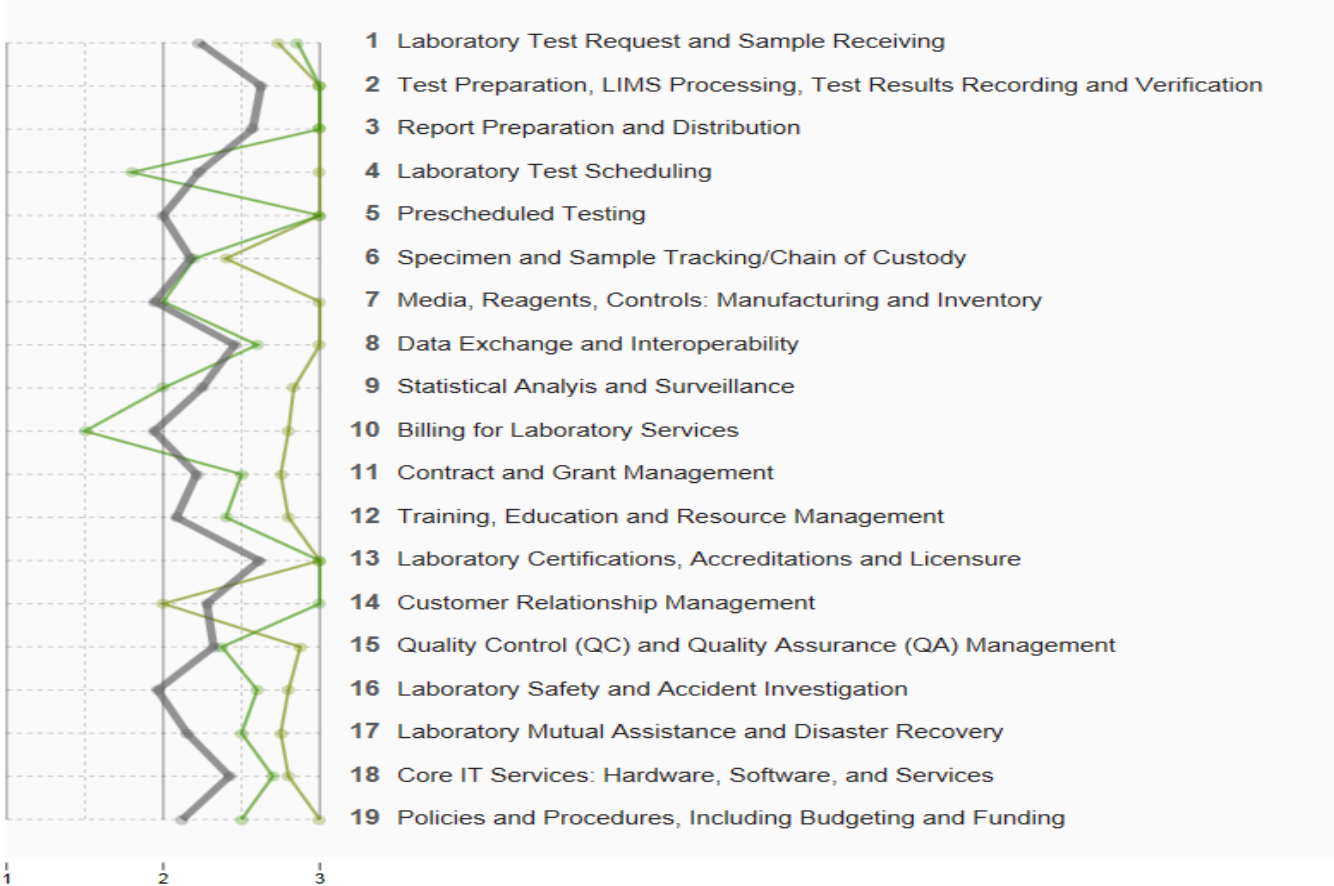 1 Laboratory Test Request and Sample Receiving
2 Test Preparation, LIMS Processing, Test Results Recording and Verification
3 Report Preparation and Distribution
4 Laboratory Test Scheduling
5 Prescheduled Testing
6 Specimen and Sample Tracking/Chain of Custody
7 Media, Reagents, Controls: Manufacturing and Inventory
8 Data Exchange and Interoperability
9 Statistical Analyis and Surveillance
10 Billing for Laboratory Services
11 Contract and Grant Management
12 Training, Education and Resource Management
13 Laboratory Certifications, Accreditations and Licensure
14 Customer Relationship Management
15 Quality Control (QC) and Quality Assurance (QA) Management
16 Laboratory Safety and Accident Investigation
17 Laboratory Mutual Assistance and Disaster Recovery
18 Core IT Services: Hardware, Software, and Services
19 Policies and Procedures, Including Budgeting and Funding
1 2 3